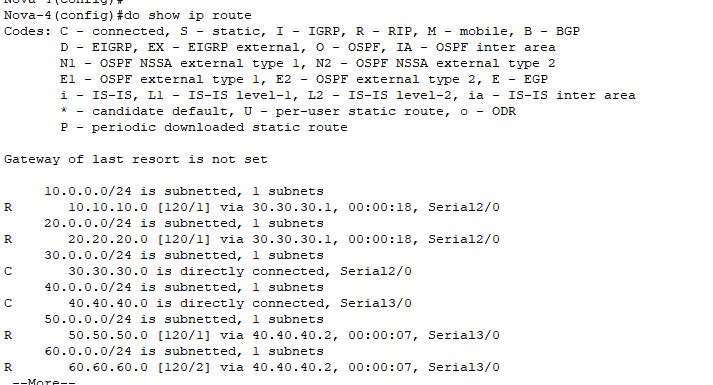 Nova-4(config)#
Nova-4(config)#do show ip route
Codes: C - connected, S - static, I - IGRP, R - RIP, M - mobile, B - BGP
       D - EIGRP, EX - EIGRP external, O - OSPF, IA - OSPF inter area
       N1 - OSPF NSSA external type 1, N2 - OSPF NSSA external type 2
       E1 - OSPF external type 1, E2 - OSPF external type 2, E - EGP
       i - IS-IS, L1 - IS-IS level-1, L2 - IS-IS level-2, ia - IS-IS inter area
       * - candidate default, U - per-user static route, o - ODR
       P - periodic downloaded static route
Gateway of last resort is not set
     10.0.0.0/24 is subnetted, 1 subnets
R       10.10.10.0 [120/1] via 30.30.30.1, 00:00:18, Serial2/0
     20.0.0.0/24 is subnetted, 1 subnets
R       20.20.20.0 [120/1] via 30.30.30.1, 00:00:18, Serial2/0
     30.0.0.0/24 is subnetted, 1 subnets
C       30.30.30.0 is directly connected, Serial2/0
     40.0.0.0/24 is subnetted, 1 subnets
C       40.40.40.0 is directly connected, Serial3/0
     50.0.0.0/24 is subnetted, 1 subnets
R       50.50.50.0 [120/1] via 40.40.40.2, 00:00:07, Serial3/0
     60.0.0.0/24 is subnetted, 1 subnets
R       60.60.60.0 [120/2] via 40.40.40.2, 00:00:07, Serial3/0
 --More--